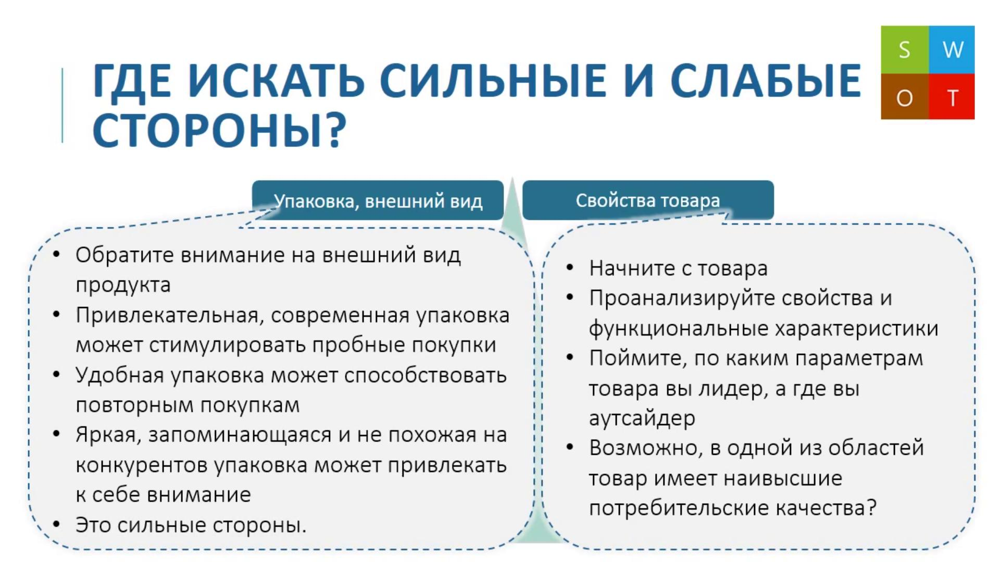 ГДЕ ИСКАТЬ СИЛЬНЫЕ И СЛАБЫЕ
СТОРОНЫ?
S W
O T
Упаковка, внешний вид
• Обратите внимание на внешний вид
продукта
• Привлекательная, современная упаковка
может стимулировать пробные покупки
• Удобная упаковка может способствовать
повторным покупкам
• Яркая, запоминающаяся и не похожая на
конкурентов упаковка может привлекать
к себе внимание
• Это сильные стороны.
Свойства товара
• Начните с товара
• Проанализируйте свойства и
функциональные характеристики
• Поймите, по каким параметрам
товара вы лидер, а где вы
аутсайдер
• Возможно, в одной из областей
товар имеет наивысшие
потребительские качества?